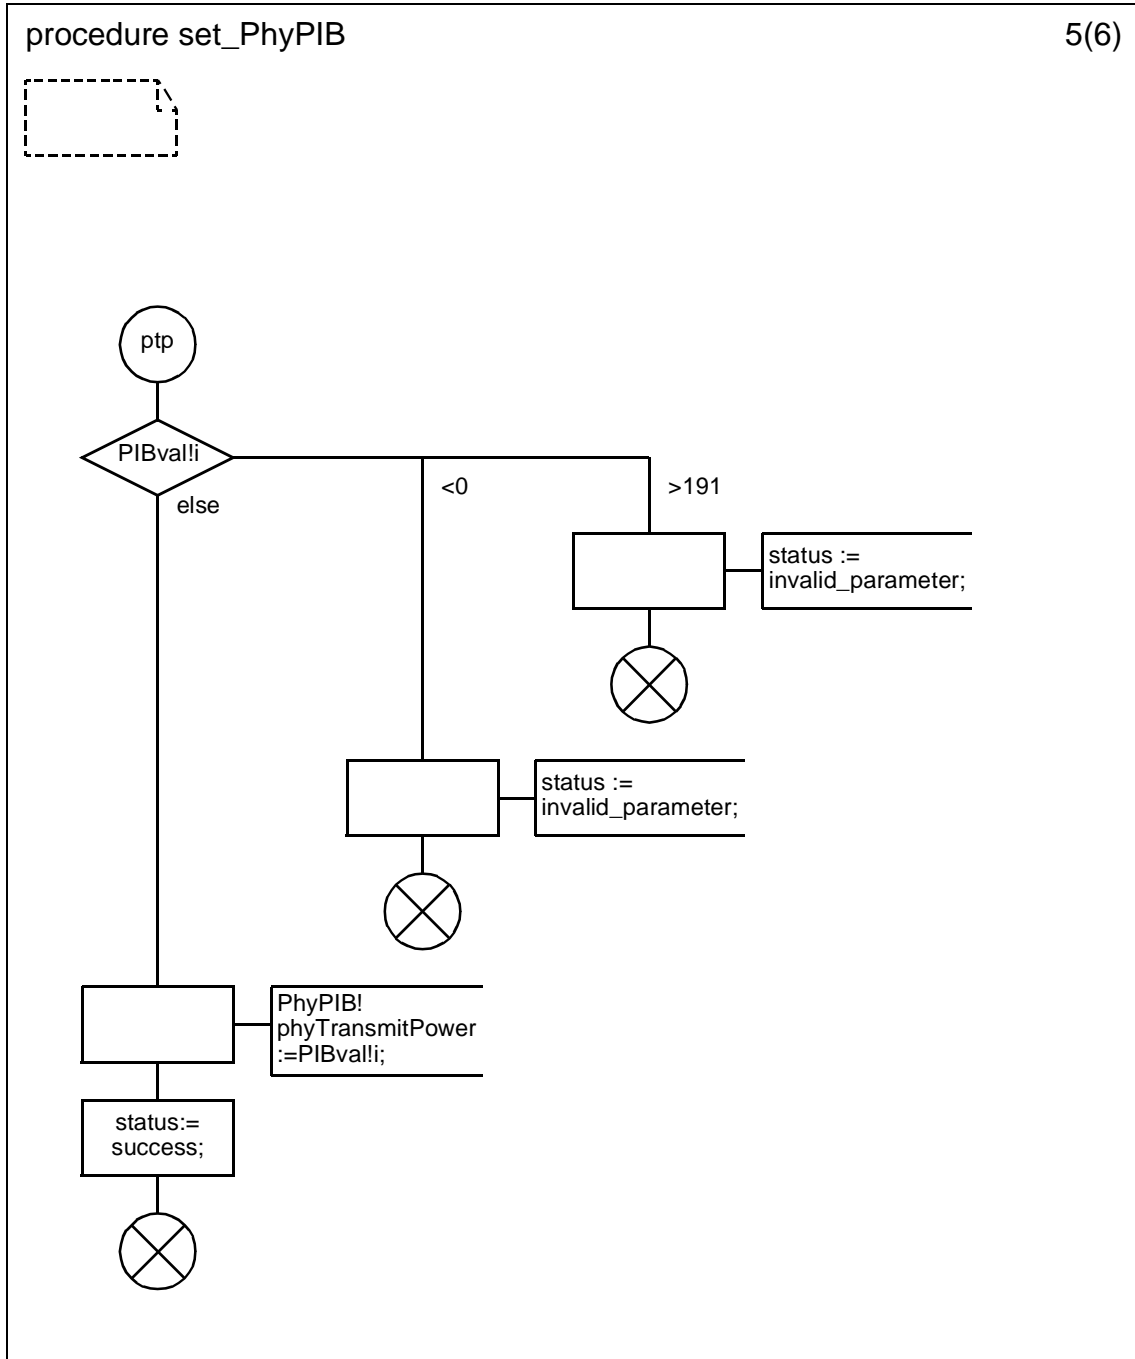 procedure set_PhyPIB
5(6)
ptp
PIBval!i
<0
>191
else
status :=
invalid_parameter;
status :=
invalid_parameter;
PhyPIB!
phyTransmitPower
:=PIBval!i;
status:=
success;